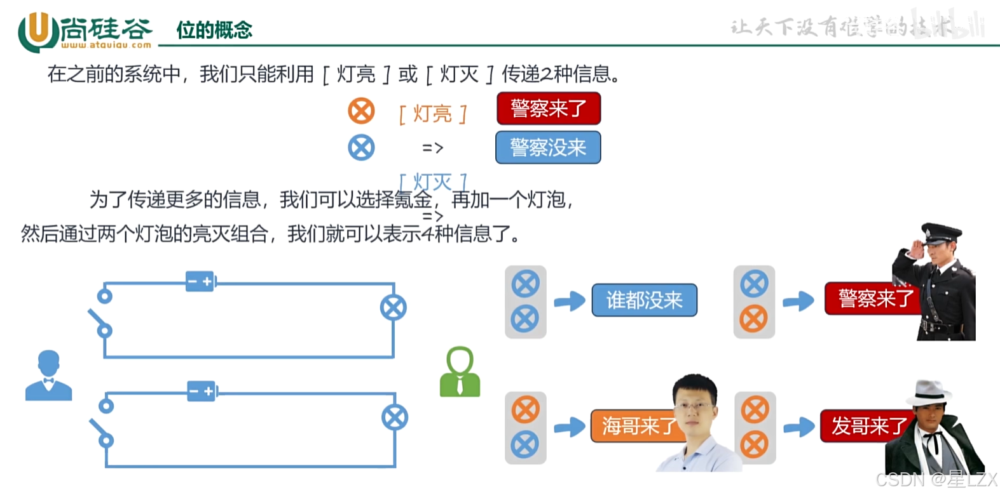 尚硅谷
www.atguigu.com
位的概念
让天下没有难学的技术
bilibili
在之前的系统中，我们只能利用 [ 灯亮 ] 或 [ 灯灭 ] 传递2种信息。
[ 灯亮 ]
警察来了
=>
警察没来
[ 灯灭 ]
为了传递更多的信息，我们可以选择氪金，再加一个灯泡，
=>
然后通过两个灯泡的亮灭组合，我们就可以表示4种信息了。
谁都没来
警察来了
海哥来了
发哥来了
CSDN @星LZX